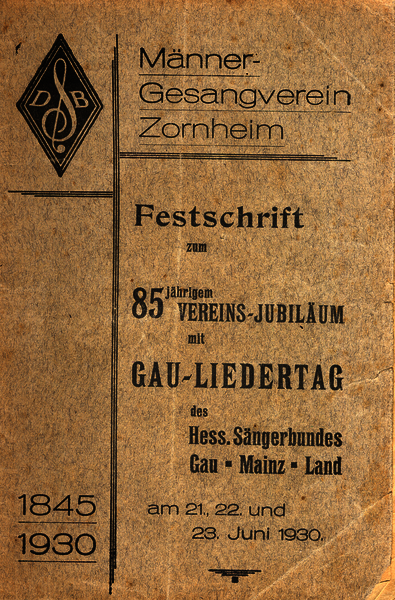 D S B
Männer-
Gesangverein
Zornheim
Festschrift
zum
85 jährigem
VEREINS-JUBILÄUM
mit
GAU-LIEDERTAG
des
Hess. Sängerbundes
Gau - Mainz - Land
1845
1930
am 21., 22. und
23. Juni 1930.